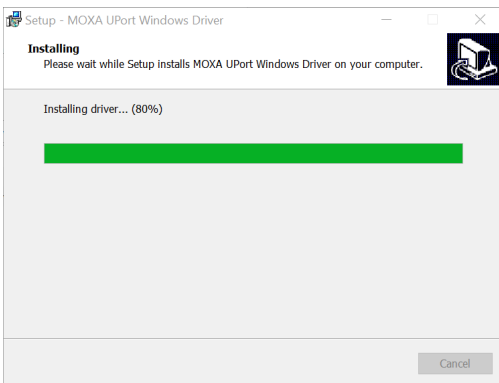 Setup - MOXA UPort Windows Driver
Installing
Please wait while Setup installs MOXA UPort Windows Driver on your computer.
Installing driver... (80%)
Cancel